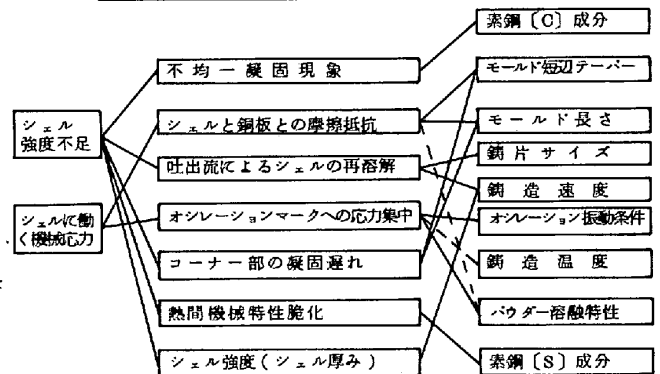 シェル
強度不足
シェルに働
く機械応力
不均一凝固現象
シェルと銅板との摩擦抵抗
吐出流によるシェルの再溶解
オシレーションマークへの応力集中
コーナー部の凝固遅れ
熱間機械特性脆化
シェル強度(シェル厚み)
素鋼〔C〕成分
モールド短辺テーパー
モールド長さ
鋳片サイズ
鋳造速度
オシレーション振動条件
鋳造温度
パウダー溶融特性
素鋼〔S〕成分